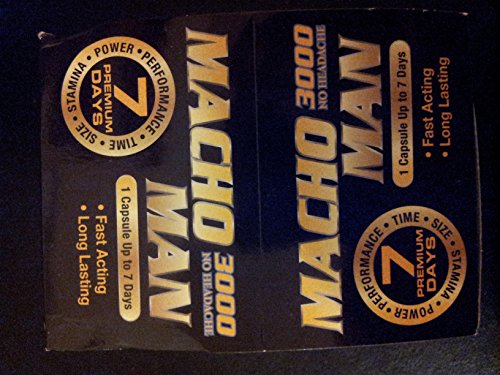 MACHO 3000
NO HEADACHE
MAN
1 Capsule Up to 7 Days
• Fast Acting
• Long Lasting
POWER • PERFORMANCE • TIME • SIZE • STAMINA •
7
PREMIUM
DAYS
MACHO 3000
NO HEADACHE
MAN
1 Capsule Up to 7 Days
• Fast Acting
• Long Lasting
POWER • PERFORMANCE • TIME • SIZE • STAMINA •
7
PREMIUM
DAYS